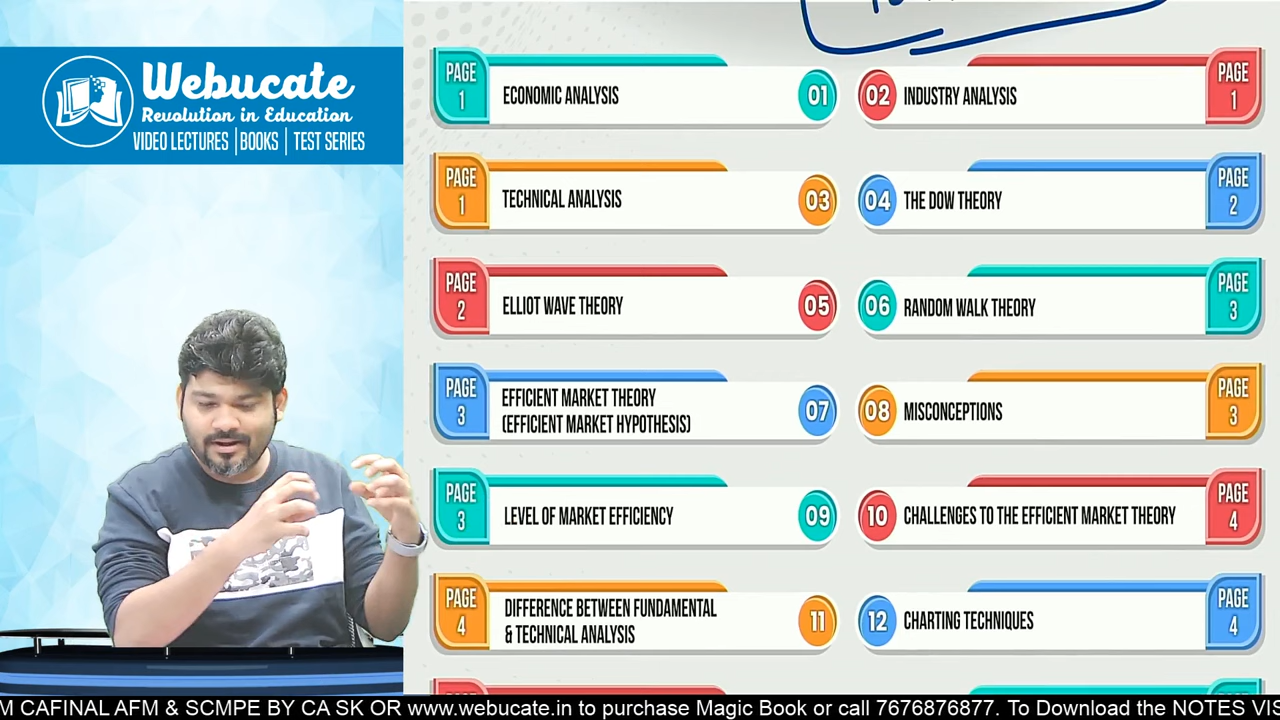 Webucate
Revolution in Education
VIDEO LECTURES | BOOKS | TEST SERIES
PAGE 1
ECONOMIC ANALYSIS
01
02
INDUSTRY ANALYSIS
PAGE 1
PAGE 1
TECHNICAL ANALYSIS
03
04
THE DOW THEORY
PAGE 2
PAGE 2
ELLIOT WAVE THEORY
05
06
RANDOM WALK THEORY
PAGE 3
PAGE 3
EFFICIENT MARKET THEORY
(EFFICIENT MARKET HYPOTHESIS)
07
08
MISCONCEPTIONS
PAGE 3
PAGE 3
LEVEL OF MARKET EFFICIENCY
09
10
CHALLENGES TO THE EFFICIENT MARKET THEORY
PAGE 4
PAGE 4
DIFFERENCE BETWEEN FUNDAMENTAL
& TECHNICAL ANALYSIS
11
12
CHARTING TECHNIQUES
PAGE 4
M CAFINAL AFM & SCMPE BY CA SK OR www.webucate.in to purchase Magic Book or call 7676876877. To Download the NOTES VIS